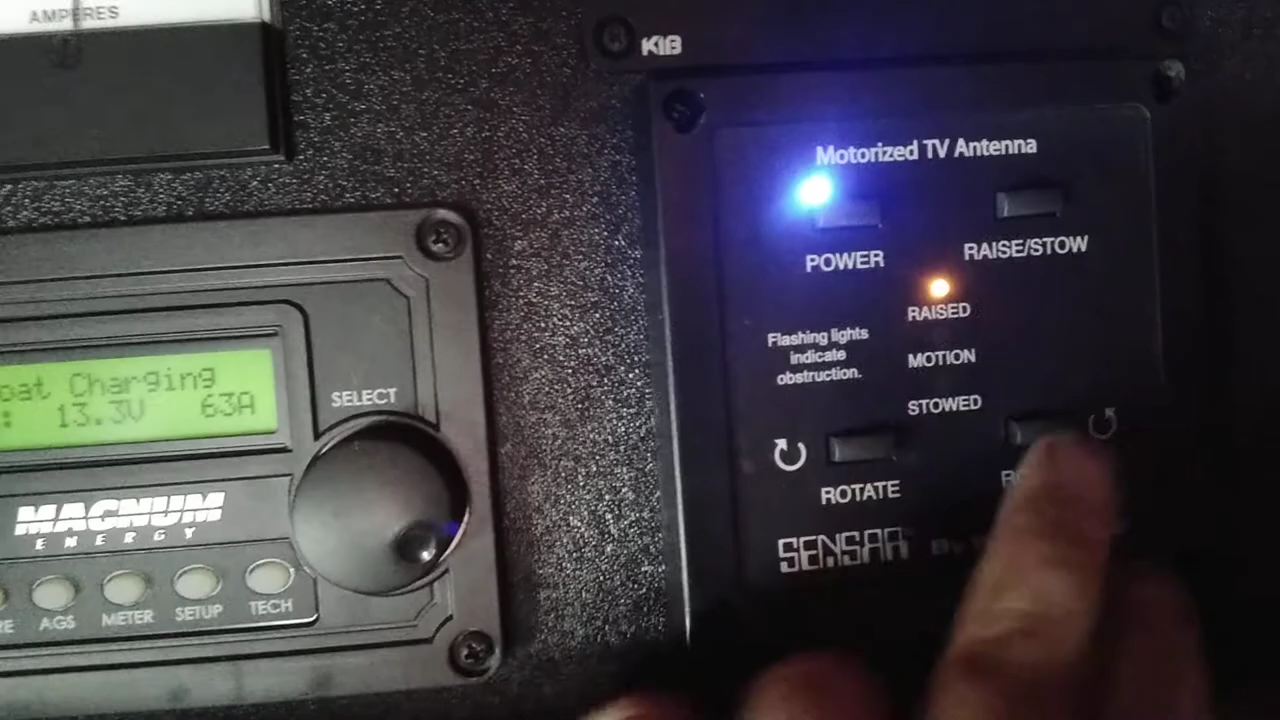 AMPERES
KIB
Motorized TV Antenna
POWER
RAISE/STOW
RAISED
Flashing lights
indicate
obstruction.
MOTION
STOWED
ROTATE
SENSAR
By
oat Charging
: 13.3V 63A
SELECT
MAGNUM
ENERGY
AGS
METER
SETUP
TECH